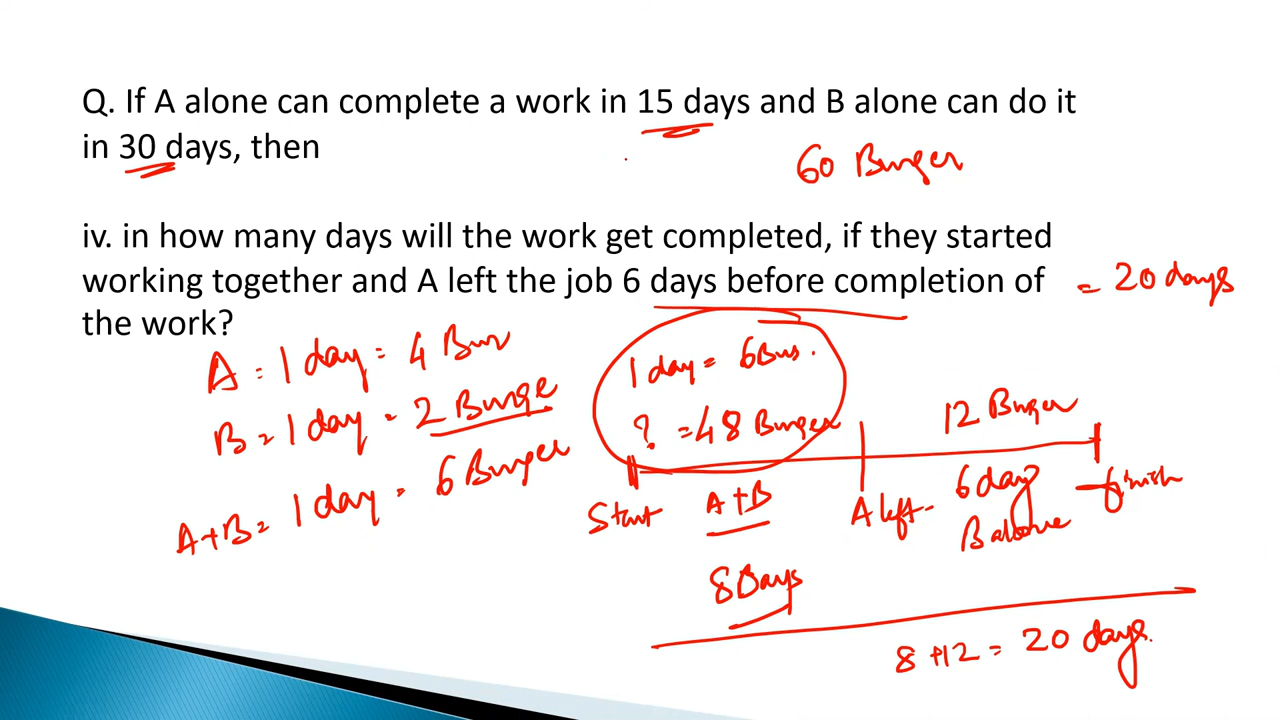 Q. If A alone can complete a work in 15 days and B alone can do it
in 30 days, then
60 Burger
iv. in how many days will the work get completed, if they started
working together and A left the job 6 days before completion of
the work?
= 20 days
A = 1 day = 4 Bur
B = 1 day = 2 Burge
A+B = 1 day = 6 Burger
1 day = 6 Bus.
? = 48 Burger
12 Burger
Start
A+B
A left-
6 day
B alone
finish
8 Days
8 + 12 = 20 days.